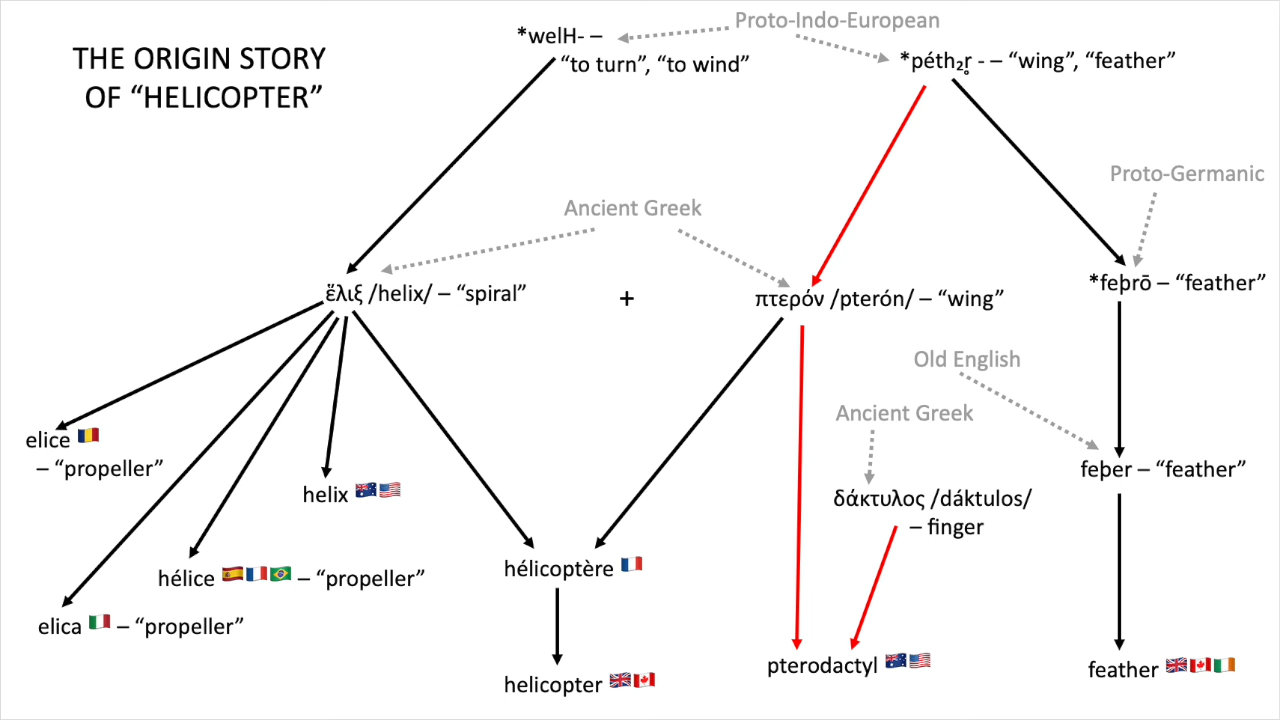 THE ORIGIN STORY
OF “HELICOPTER”
Proto-Indo-European
*welH- –
“to turn”, “to wind”
*péth₂r̥ - – “wing”, “feather”
Proto-Germanic
Ancient Greek
ἕλιξ /helix/ – “spiral”
+
πτερόν /pterón/ – “wing”
*feþrō – “feather”
Old English
Ancient Greek
elice
– “propeller”
helix
δάκτυλος /dáktulos/
– finger
feþer – “feather”
hélice – “propeller”
hélicoptère
elica – “propeller”
helicopter
pterodactyl
feather